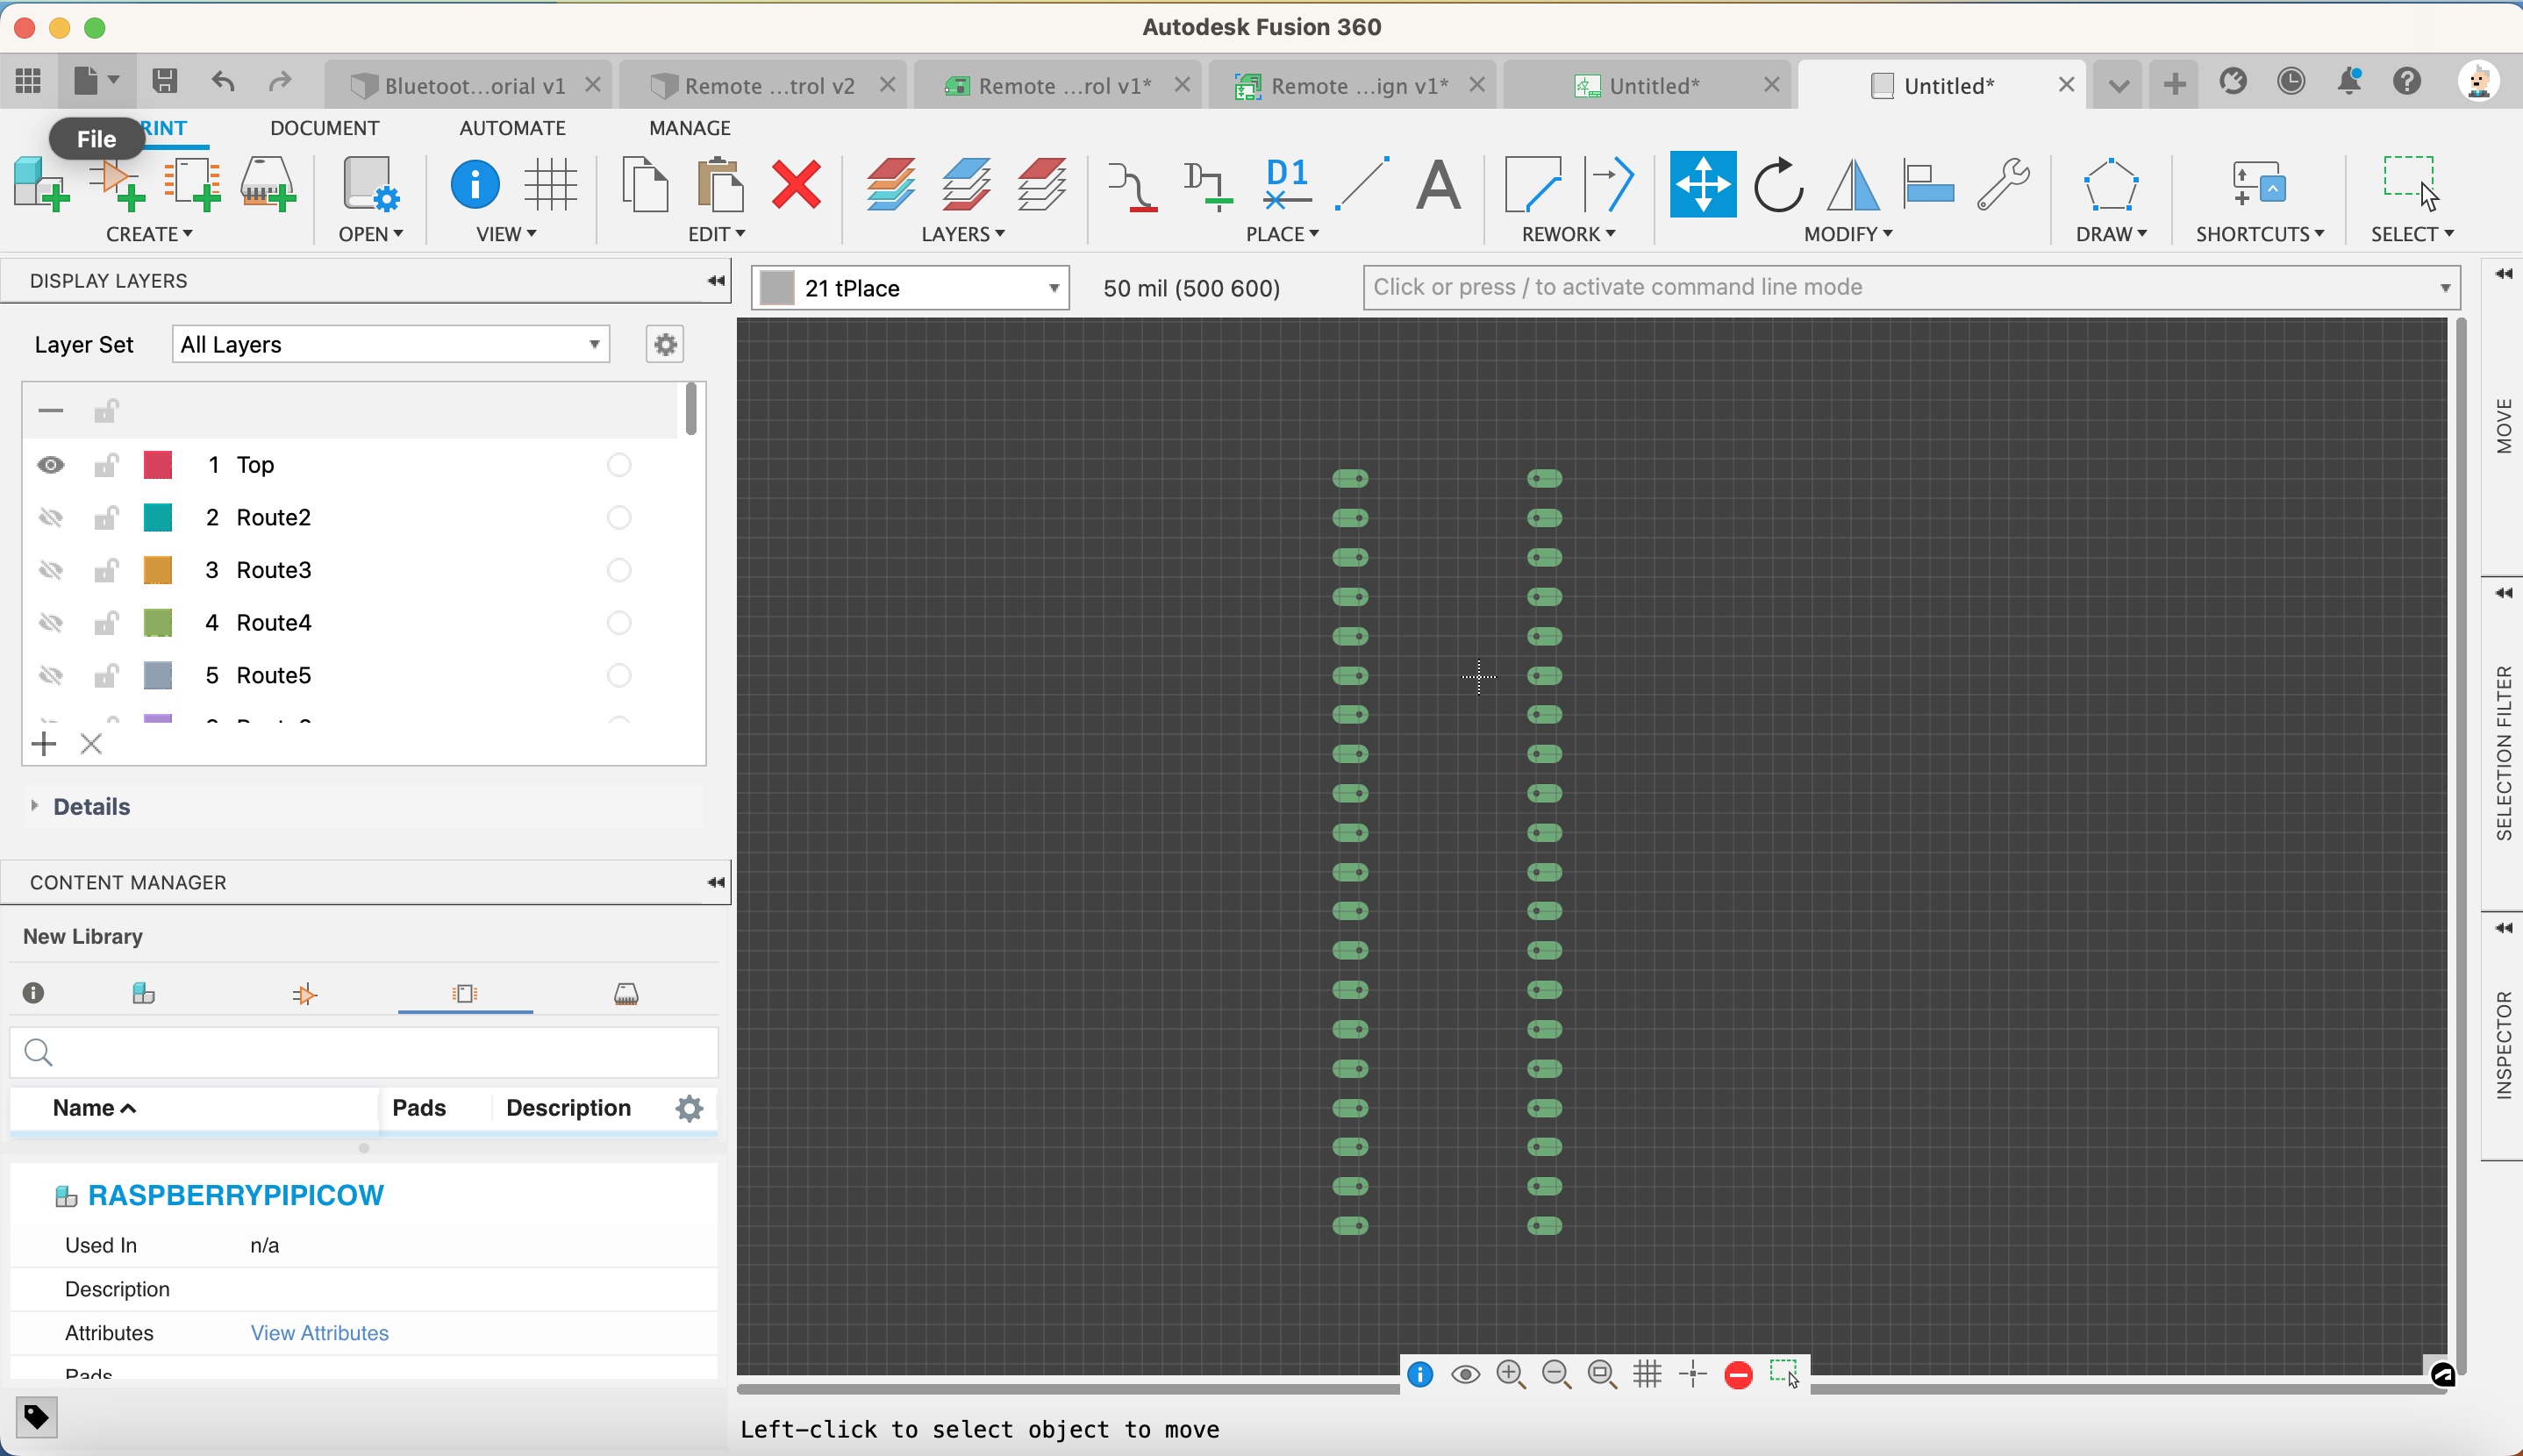 Autodesk Fusion 360
Bluetoot...orial v1
Remote ...trol v2
Remote ...rol v1*
Remote ...ign v1*
Untitled*
Untitled*
File
RINT
DOCUMENT
AUTOMATE
MANAGE
D1
A
CREATE
OPEN
VIEW
EDIT
LAYERS
PLACE
REWORK
MODIFY
DRAW
SHORTCUTS
SELECT
DISPLAY LAYERS
21 tPlace
50 mil (500 600)
Click or press / to activate command line mode
Layer Set
All Layers
1 Top
2 Route2
3 Route3
4 Route4
5 Route5
Details
CONTENT MANAGER
New Library
Name
Pads
Description
RASPBERRYPIPICOW
Used In n/a
Description
Attributes View Attributes
Pads
MOVE
SELECTION FILTER
INSPECTOR
Left-click to select object to move